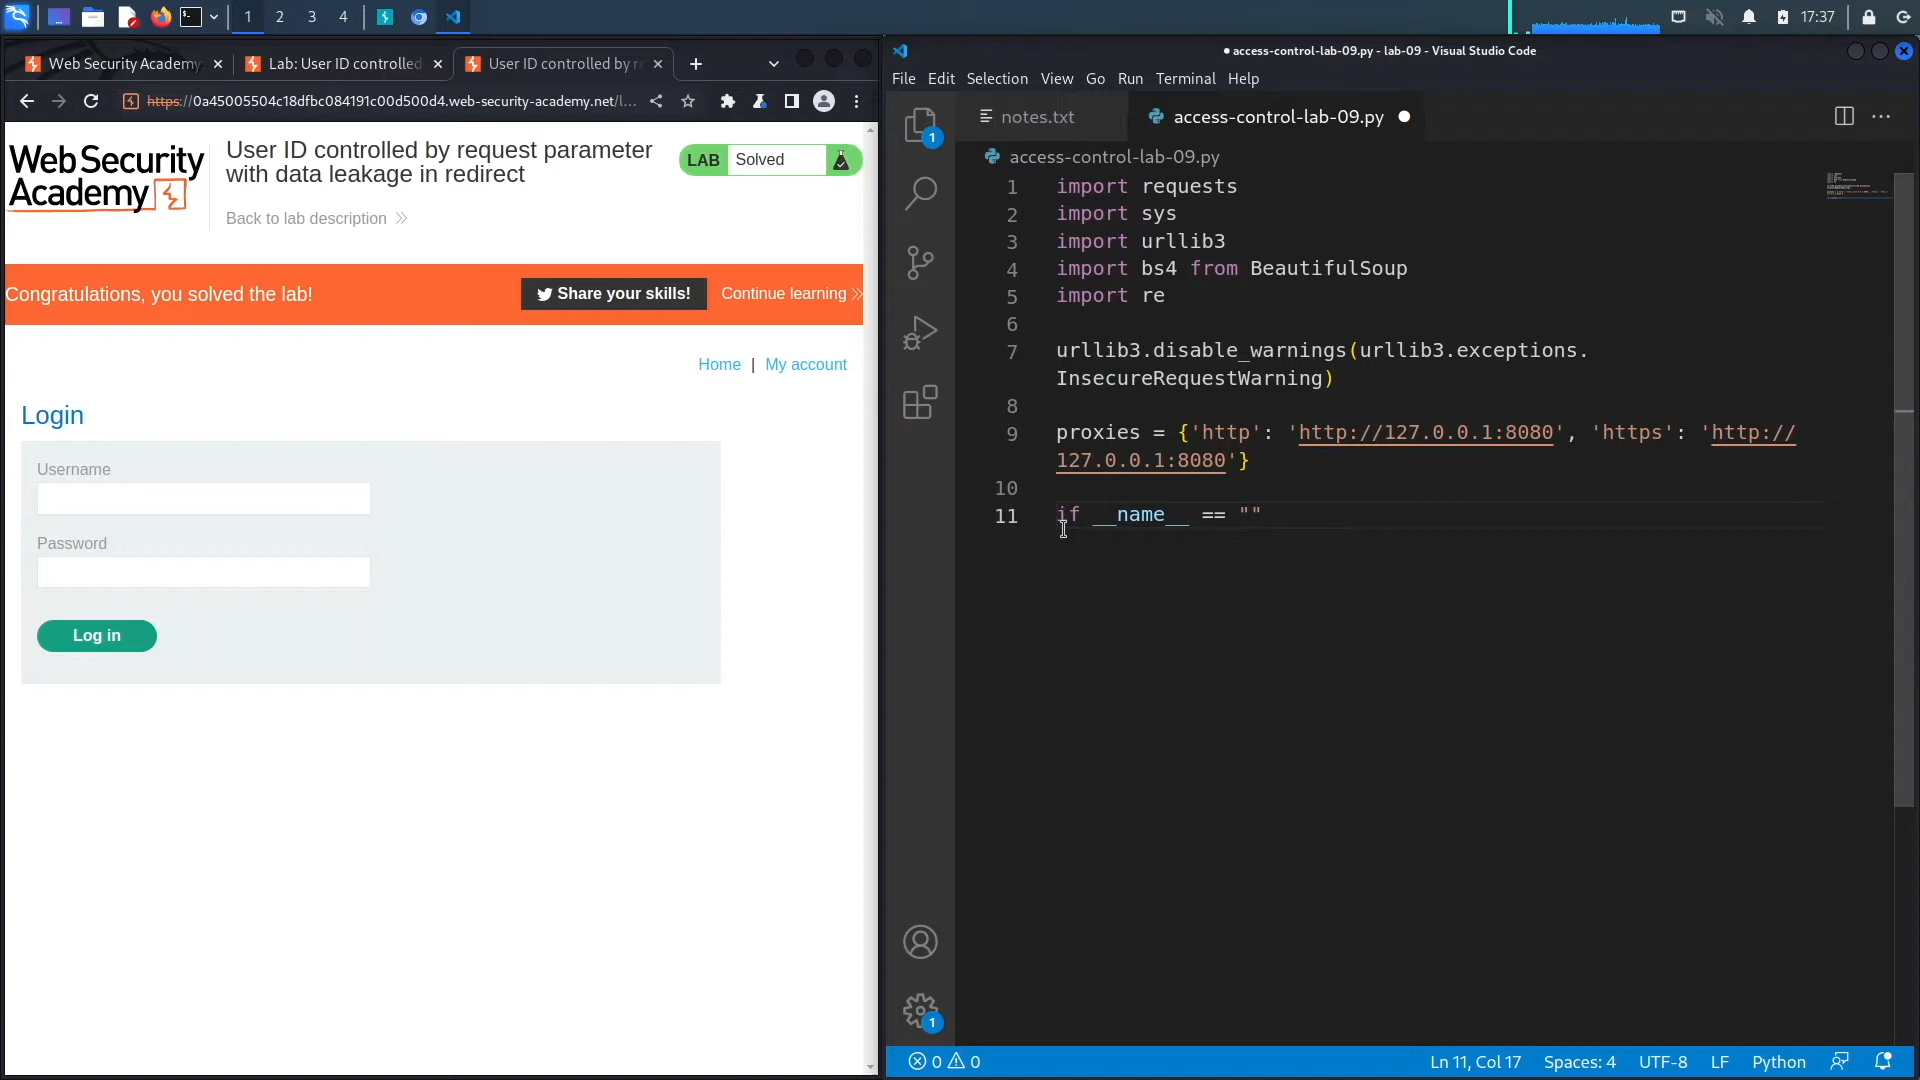 1
2
3
4
17:37
Web Security Academy
Lab: User ID controlled
User ID controlled by r
https://0a45005504c18dfbc084191c00d500d4.web-security-academy.net/l...
Web Security
Academy
User ID controlled by request parameter
with data leakage in redirect
LAB Solved
Back to lab description
Congratulations, you solved the lab!
Share your skills!
Continue learning
Home | My account
Login
Username
Password
Log in
access-control-lab-09.py - lab-09 - Visual Studio Code
File Edit Selection View Go Run Terminal Help
notes.txt
access-control-lab-09.py
access-control-lab-09.py
1 import requests
2 import sys
3 import urllib3
4 import bs4 from BeautifulSoup
5 import re
6
7 urllib3.disable_warnings(urllib3.exceptions.
InsecureRequestWarning)
8
9 proxies = {'http': 'http://127.0.0.1:8080', 'https': 'http://
127.0.0.1:8080'}
10
11 if __name__ == ""
1
1
0 0
Ln 11, Col 17 Spaces: 4 UTF-8 LF Python